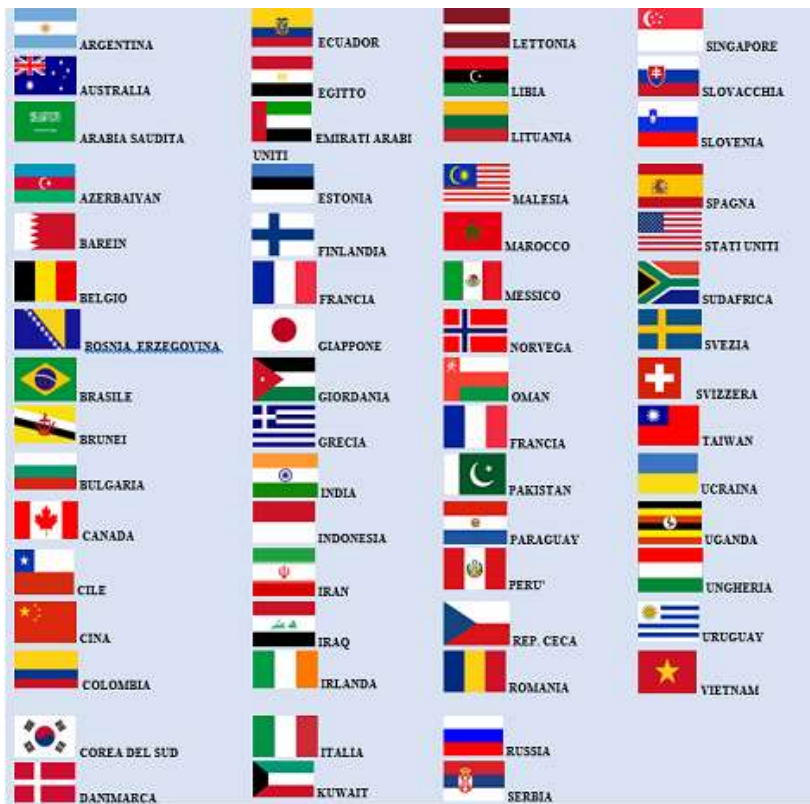 ARGENTINA
AUSTRALIA
ARABIA SAUDITA
AZERBAIVAN
BAREIN
BELGIO
BOSNIA ERZEGOVINA
BRASILE
BRUNEI
BULGARIA
CANADA
CILE
CINA
COLOMBIA
COREA DEL SUD
DANIMARCA
ECUADOR
EGITTO
EMIRATI ARABI
UNITI
ESTONIA
FINLANDIA
FRANCIA
GIAPPONE
GIORDANIA
GRECIA
INDIA
INDONESIA
IRAN
IRAQ
IRLANDA
ITALIA
KUWAIT
LETTONIA
LIBIA
LITUANIA
MALESIA
MAROCCO
MESSICO
NORVEGA
OMAN
FRANCIA
PAKISTAN
PARAGUAY
PERU'
REP. CECA
ROMANIA
RUSSIA
SERBIA
SINGAPORE
SLOVACCHIA
SLOVENIA
SPAGNA
STATI UNITI
SUDAFRICA
SVEZIA
SVIZZERA
TAIWAN
UCRAINA
UGANDA
UNGHERIA
URUGUAY
VIETNAM